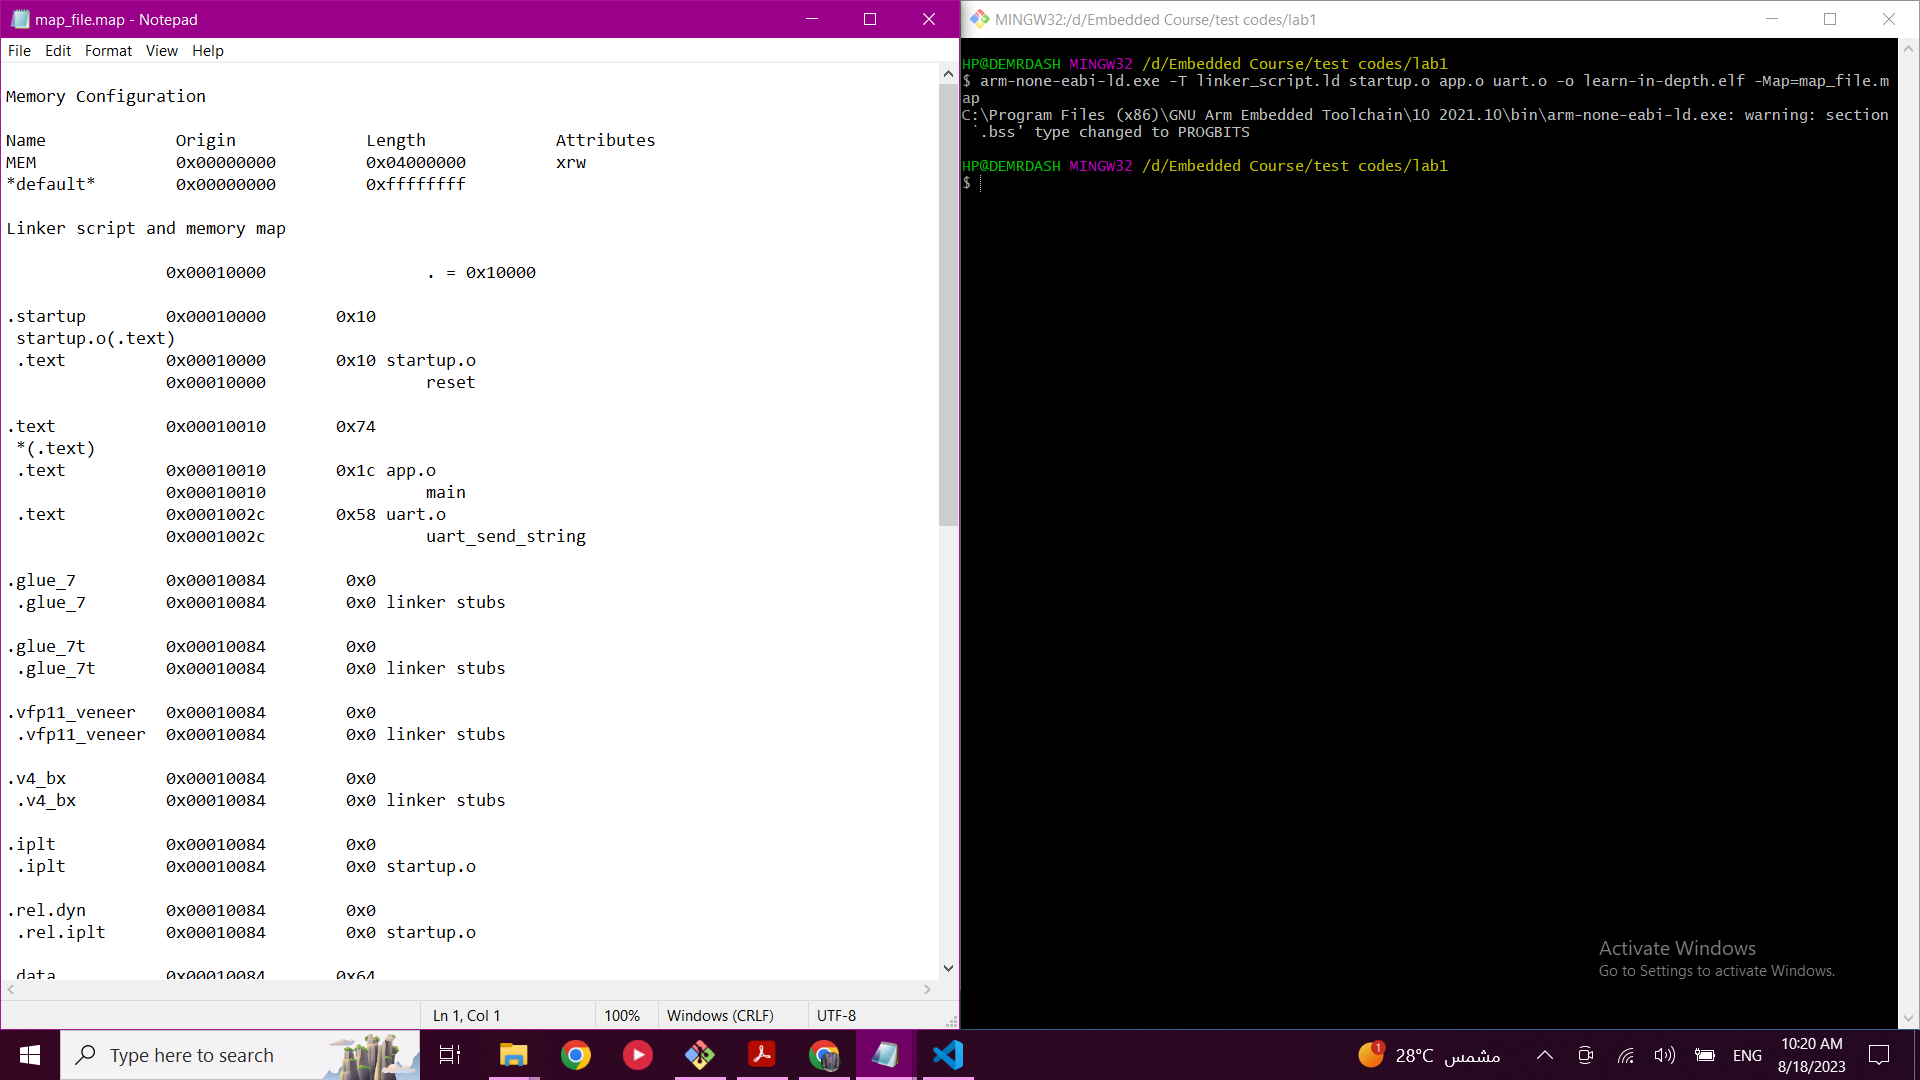 map_file.map - Notepad
File Edit Format View Help
Memory Configuration
Name Origin Length Attributes
MEM 0x00000000 0x04000000 xrw
*default* 0x00000000 0xffffffff
Linker script and memory map
0x00010000 . = 0x10000
.startup 0x00010000 0x10
startup.o(.text)
.text 0x00010000 0x10 startup.o
0x00010000 reset
.text 0x00010010 0x74
*(.text)
.text 0x00010010 0x1c app.o
0x00010010 main
.text 0x0001002c 0x58 uart.o
0x0001002c uart_send_string
.glue_7 0x00010084 0x0
.glue_7 0x00010084 0x0 linker stubs
.glue_7t 0x00010084 0x0
.glue_7t 0x00010084 0x0 linker stubs
.vfp11_veneer 0x00010084 0x0
.vfp11_veneer 0x00010084 0x0 linker stubs
.v4_bx 0x00010084 0x0
.v4_bx 0x00010084 0x0 linker stubs
.iplt 0x00010084 0x0
.iplt 0x00010084 0x0 startup.o
.rel.dyn 0x00010084 0x0
.rel.iplt 0x00010084 0x0 startup.o
.data 0x00010084 0x64
Ln 1, Col 1 100% Windows (CRLF) UTF-8
MINGW32:/d/Embedded Course/test codes/lab1
HP@DEMRDASH MINGW32 /d/Embedded Course/test codes/lab1
$ arm-none-eabi-ld.exe -T linker_script.ld startup.o app.o uart.o -o learn-in-depth.elf -Map=map_file.m
ap
C:\Program Files (x86)\GNU Arm Embedded Toolchain\10 2021.10\bin\arm-none-eabi-ld.exe: warning: section
`.bss' type changed to PROGBITS
HP@DEMRDASH MINGW32 /d/Embedded Course/test codes/lab1
$
Activate Windows
Go to Settings to activate Windows.
Type here to search
1
28°C مشمس
ENG
10:20 AM
8/18/2023